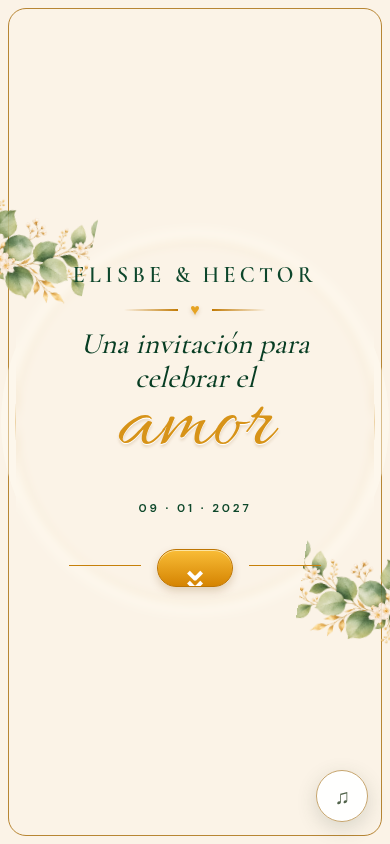 ELISBE & HECTOR
Una invitación para
celebrar el
amor
09 · 01 · 2027